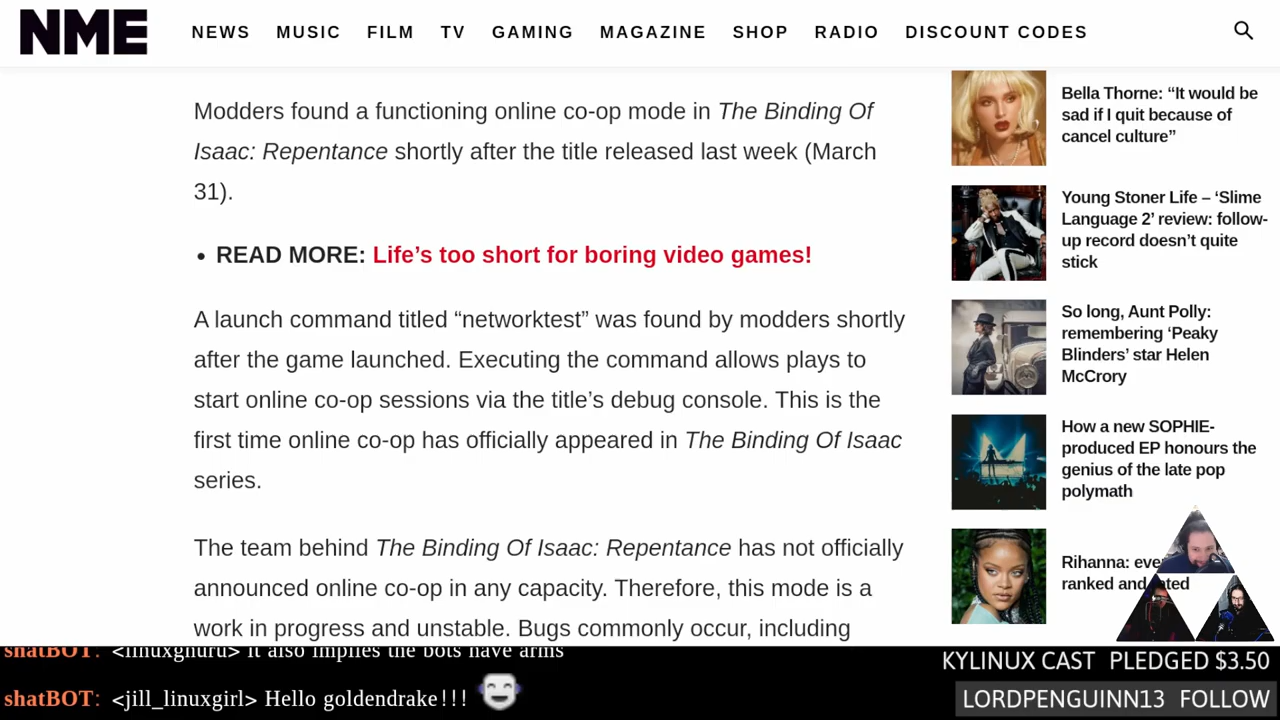 NME NEWS MUSIC FILM TV GAMING MAGAZINE SHOP RADIO DISCOUNT CODES
Modders found a functioning online co-op mode in The Binding Of
Isaac: Repentance shortly after the title released last week (March
31).
• READ MORE: Life’s too short for boring video games!
A launch command titled “networktest” was found by modders shortly
after the game launched. Executing the command allows plays to
start online co-op sessions via the title’s debug console. This is the
first time online co-op has officially appeared in The Binding Of Isaac
series.
The team behind The Binding Of Isaac: Repentance has not officially
announced online co-op in any capacity. Therefore, this mode is a
work in progress and unstable. Bugs commonly occur, including
Bella Thorne: “It would be
sad if I quit because of
cancel culture”
Young Stoner Life – ‘Slime
Language 2’ review: follow-
up record doesn’t quite
stick
So long, Aunt Polly:
remembering ‘Peaky
Blinders’ star Helen
McCrory
How a new SOPHIE-
produced EP honours the
genius of the late pop
polymath
Rihanna:
ranked and
shatBOT: <linuxgnuru> it also implies the bots have arms
shatBOT: <jill_linuxgirl> Hello goldendrake!!!
KYLINUX CAST PLEDGED $3.50
LORDPENGUINN13 FOLLOW